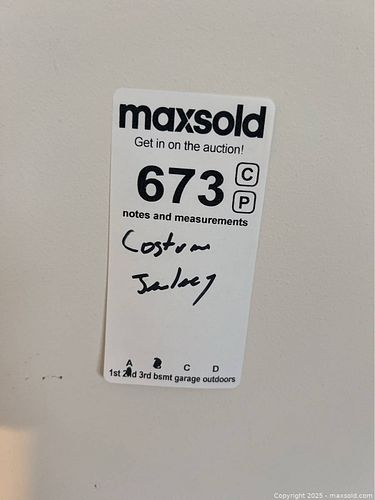 maxsold
Get in on the auction!
673 C
P
notes and measurements
Costum
A C D
1st 2nd 3rd bsmt garage outdoors
Copyright 2025 - maxsold.com